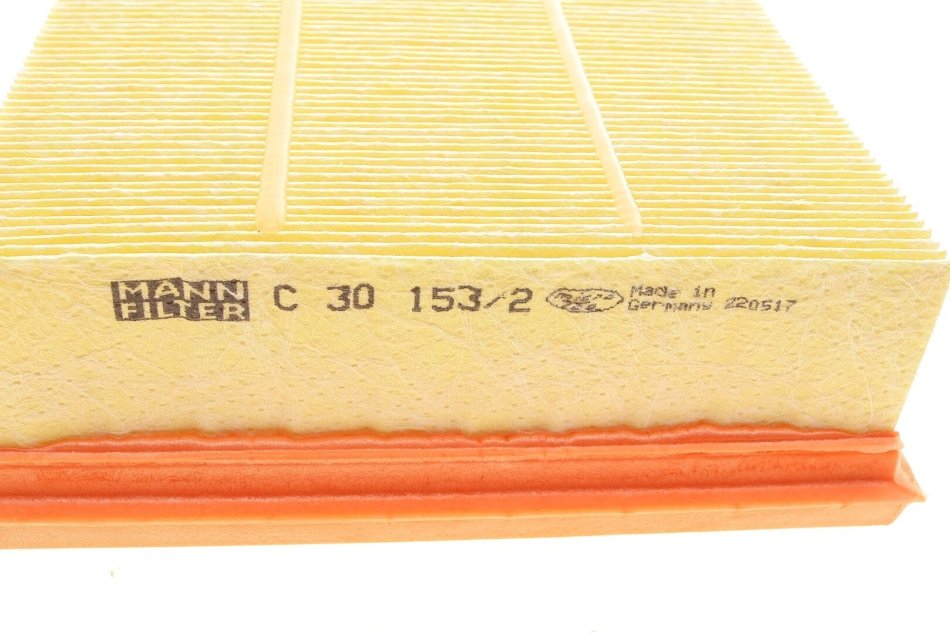 MANN
FILTER
C 30 153/2
Made in
Germany 220517